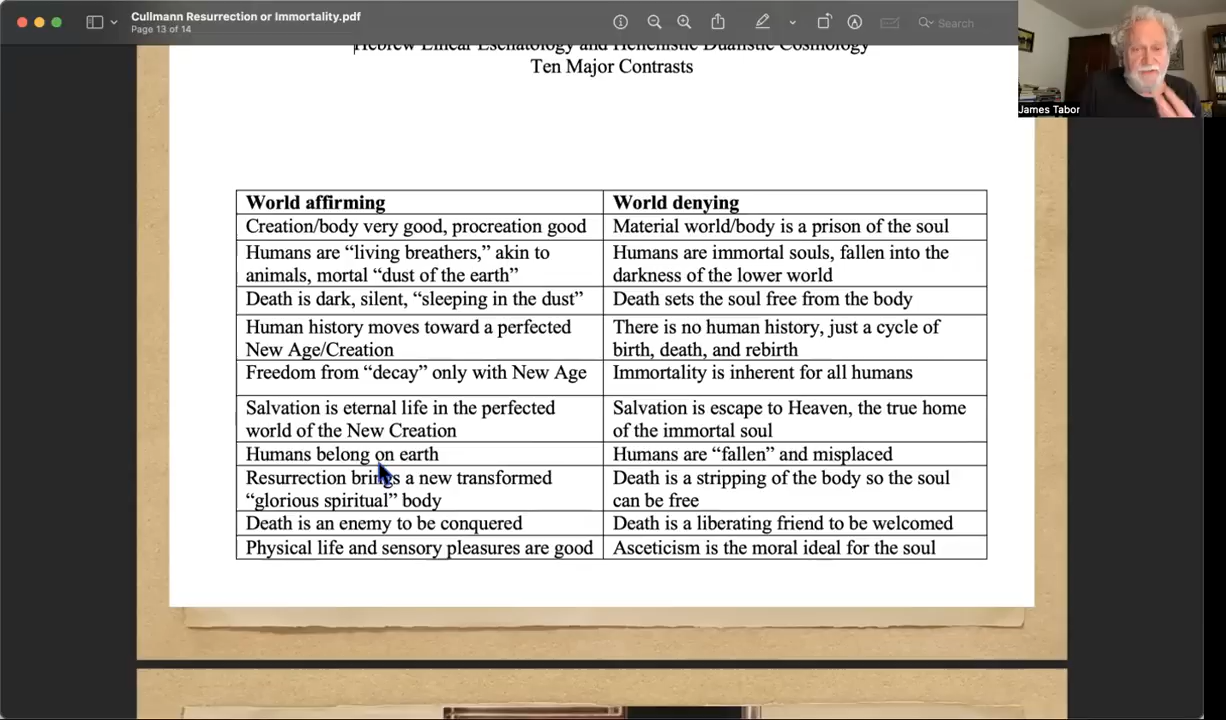 Cullmann Resurrection or Immortality.pdf
Page 13 of 14
Search
James Tabor
Hebrew Linear Eschatology and Hellenistic Dualistic Cosmology
Ten Major Contrasts
World affirming
World denying
Creation/body very good, procreation good
Material world/body is a prison of the soul
Humans are “living breathers,” akin to
animals, mortal “dust of the earth”
Humans are immortal souls, fallen into the
darkness of the lower world
Death is dark, silent, “sleeping in the dust”
Death sets the soul free from the body
Human history moves toward a perfected
New Age/Creation
There is no human history, just a cycle of
birth, death, and rebirth
Freedom from “decay” only with New Age
Immortality is inherent for all humans
Salvation is eternal life in the perfected
world of the New Creation
Salvation is escape to Heaven, the true home
of the immortal soul
Humans belong on earth
Humans are “fallen” and misplaced
Resurrection brings a new transformed
“glorious spiritual” body
Death is a stripping of the body so the soul
can be free
Death is an enemy to be conquered
Death is a liberating friend to be welcomed
Physical life and sensory pleasures are good
Asceticism is the moral ideal for the soul